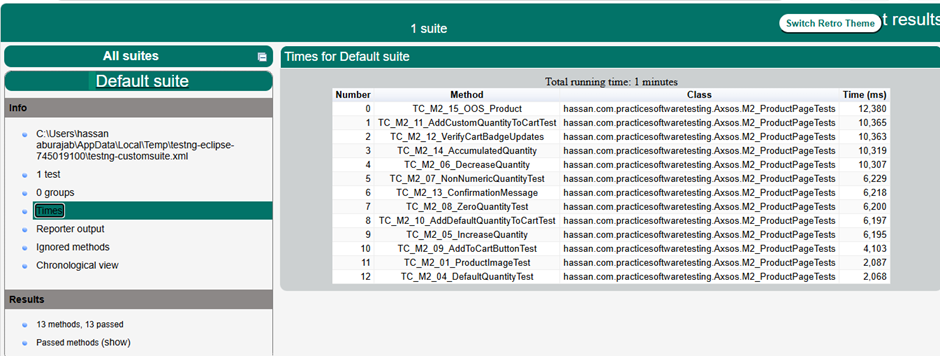 1 suite
Switch Retro Theme
t results
All suites
Default suite
Info
C:\Users\hassan
aburajab\AppData\Local\Temp\testng-eclipse-
745019100\testng-customsuite.xml
1 test
0 groups
Times
Reporter output
Ignored methods
Chronological view
Results
13 methods, 13 passed
Passed methods (show)
Times for Default suite
Total running time: 1 minutes
Number Method Class Time (ms)
0 TC_M2_15_OOS_Product hassan.com.practicesoftwaretesting.Axsos.M2_ProductPageTests 12,380
1 TC_M2_11_AddCustomQuantityToCartTest hassan.com.practicesoftwaretesting.Axsos.M2_ProductPageTests 10,365
2 TC_M2_12_VerifyCartBadgeUpdates hassan.com.practicesoftwaretesting.Axsos.M2_ProductPageTests 10,363
3 TC_M2_14_AccumulatedQuantity hassan.com.practicesoftwaretesting.Axsos.M2_ProductPageTests 10,319
4 TC_M2_06_DecreaseQuantity hassan.com.practicesoftwaretesting.Axsos.M2_ProductPageTests 10,307
5 TC_M2_07_NonNumericQuantityTest hassan.com.practicesoftwaretesting.Axsos.M2_ProductPageTests 6,229
6 TC_M2_13_ConfirmationMessage hassan.com.practicesoftwaretesting.Axsos.M2_ProductPageTests 6,218
7 TC_M2_08_ZeroQuantityTest hassan.com.practicesoftwaretesting.Axsos.M2_ProductPageTests 6,200
8 TC_M2_10_AddDefaultQuantityToCartTest hassan.com.practicesoftwaretesting.Axsos.M2_ProductPageTests 6,197
9 TC_M2_05_IncreaseQuantity hassan.com.practicesoftwaretesting.Axsos.M2_ProductPageTests 6,195
10 TC_M2_09_AddToCartButtonTest hassan.com.practicesoftwaretesting.Axsos.M2_ProductPageTests 4,103
11 TC_M2_01_ProductImageTest hassan.com.practicesoftwaretesting.Axsos.M2_ProductPageTests 2,087
12 TC_M2_04_DefaultQuantityTest hassan.com.practicesoftwaretesting.Axsos.M2_ProductPageTests 2,068